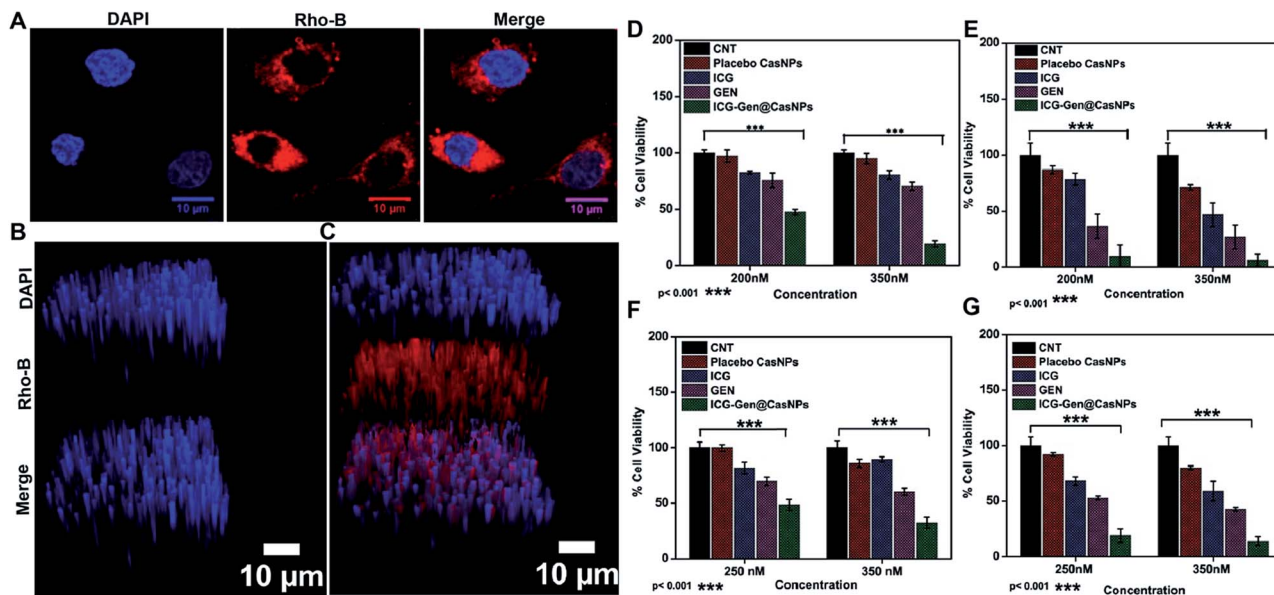 A
DAPI
Rho-B
Merge
10 µm
10 µm
10 µm
B
C
DAPI
Rho-B
Merge
10 µm
10 µm
D
200
150
100
50
0
% Cell Viability
CNT
Placebo CasNPs
ICG
GEN
ICG-Gen@CasNPs
***
***
200nM
350nM
p< 0.001 ***
Concentration
E
200
150
100
50
0
% Cell Viability
CNT
Placebo CasNPs
ICG
GEN
ICG-Gen@CasNPs
***
***
200nM
350nM
p< 0.001 ***
Concentration
F
200
150
100
50
0
% Cell Viability
CNT
Placebo CasNPs
ICG
GEN
ICG-Gen@CasNPs
***
***
250 nM
350 nM
p< 0.001 ***
Concentration
G
200
150
100
50
0
% Cell Viability
CNT
Placebo CasNPs
ICG
GEN
ICG-Gen@CasNPs
***
***
250nM
350nM
p< 0.001 ***
Concentration